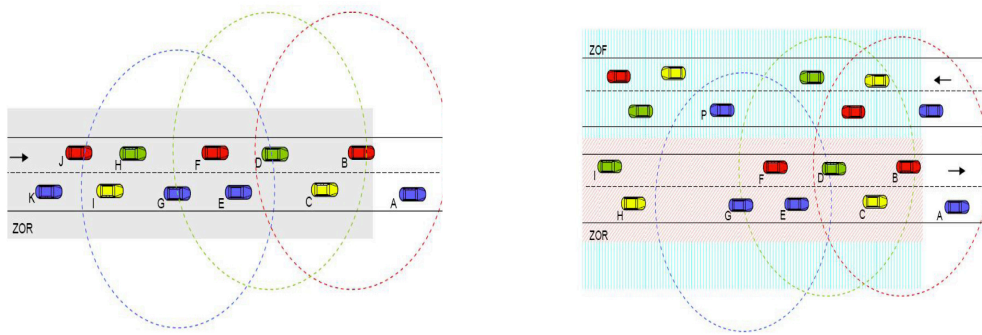 J H F D B
K I G E C A
ZOR
ZOF
P
I F D B
H G E C A
ZOR